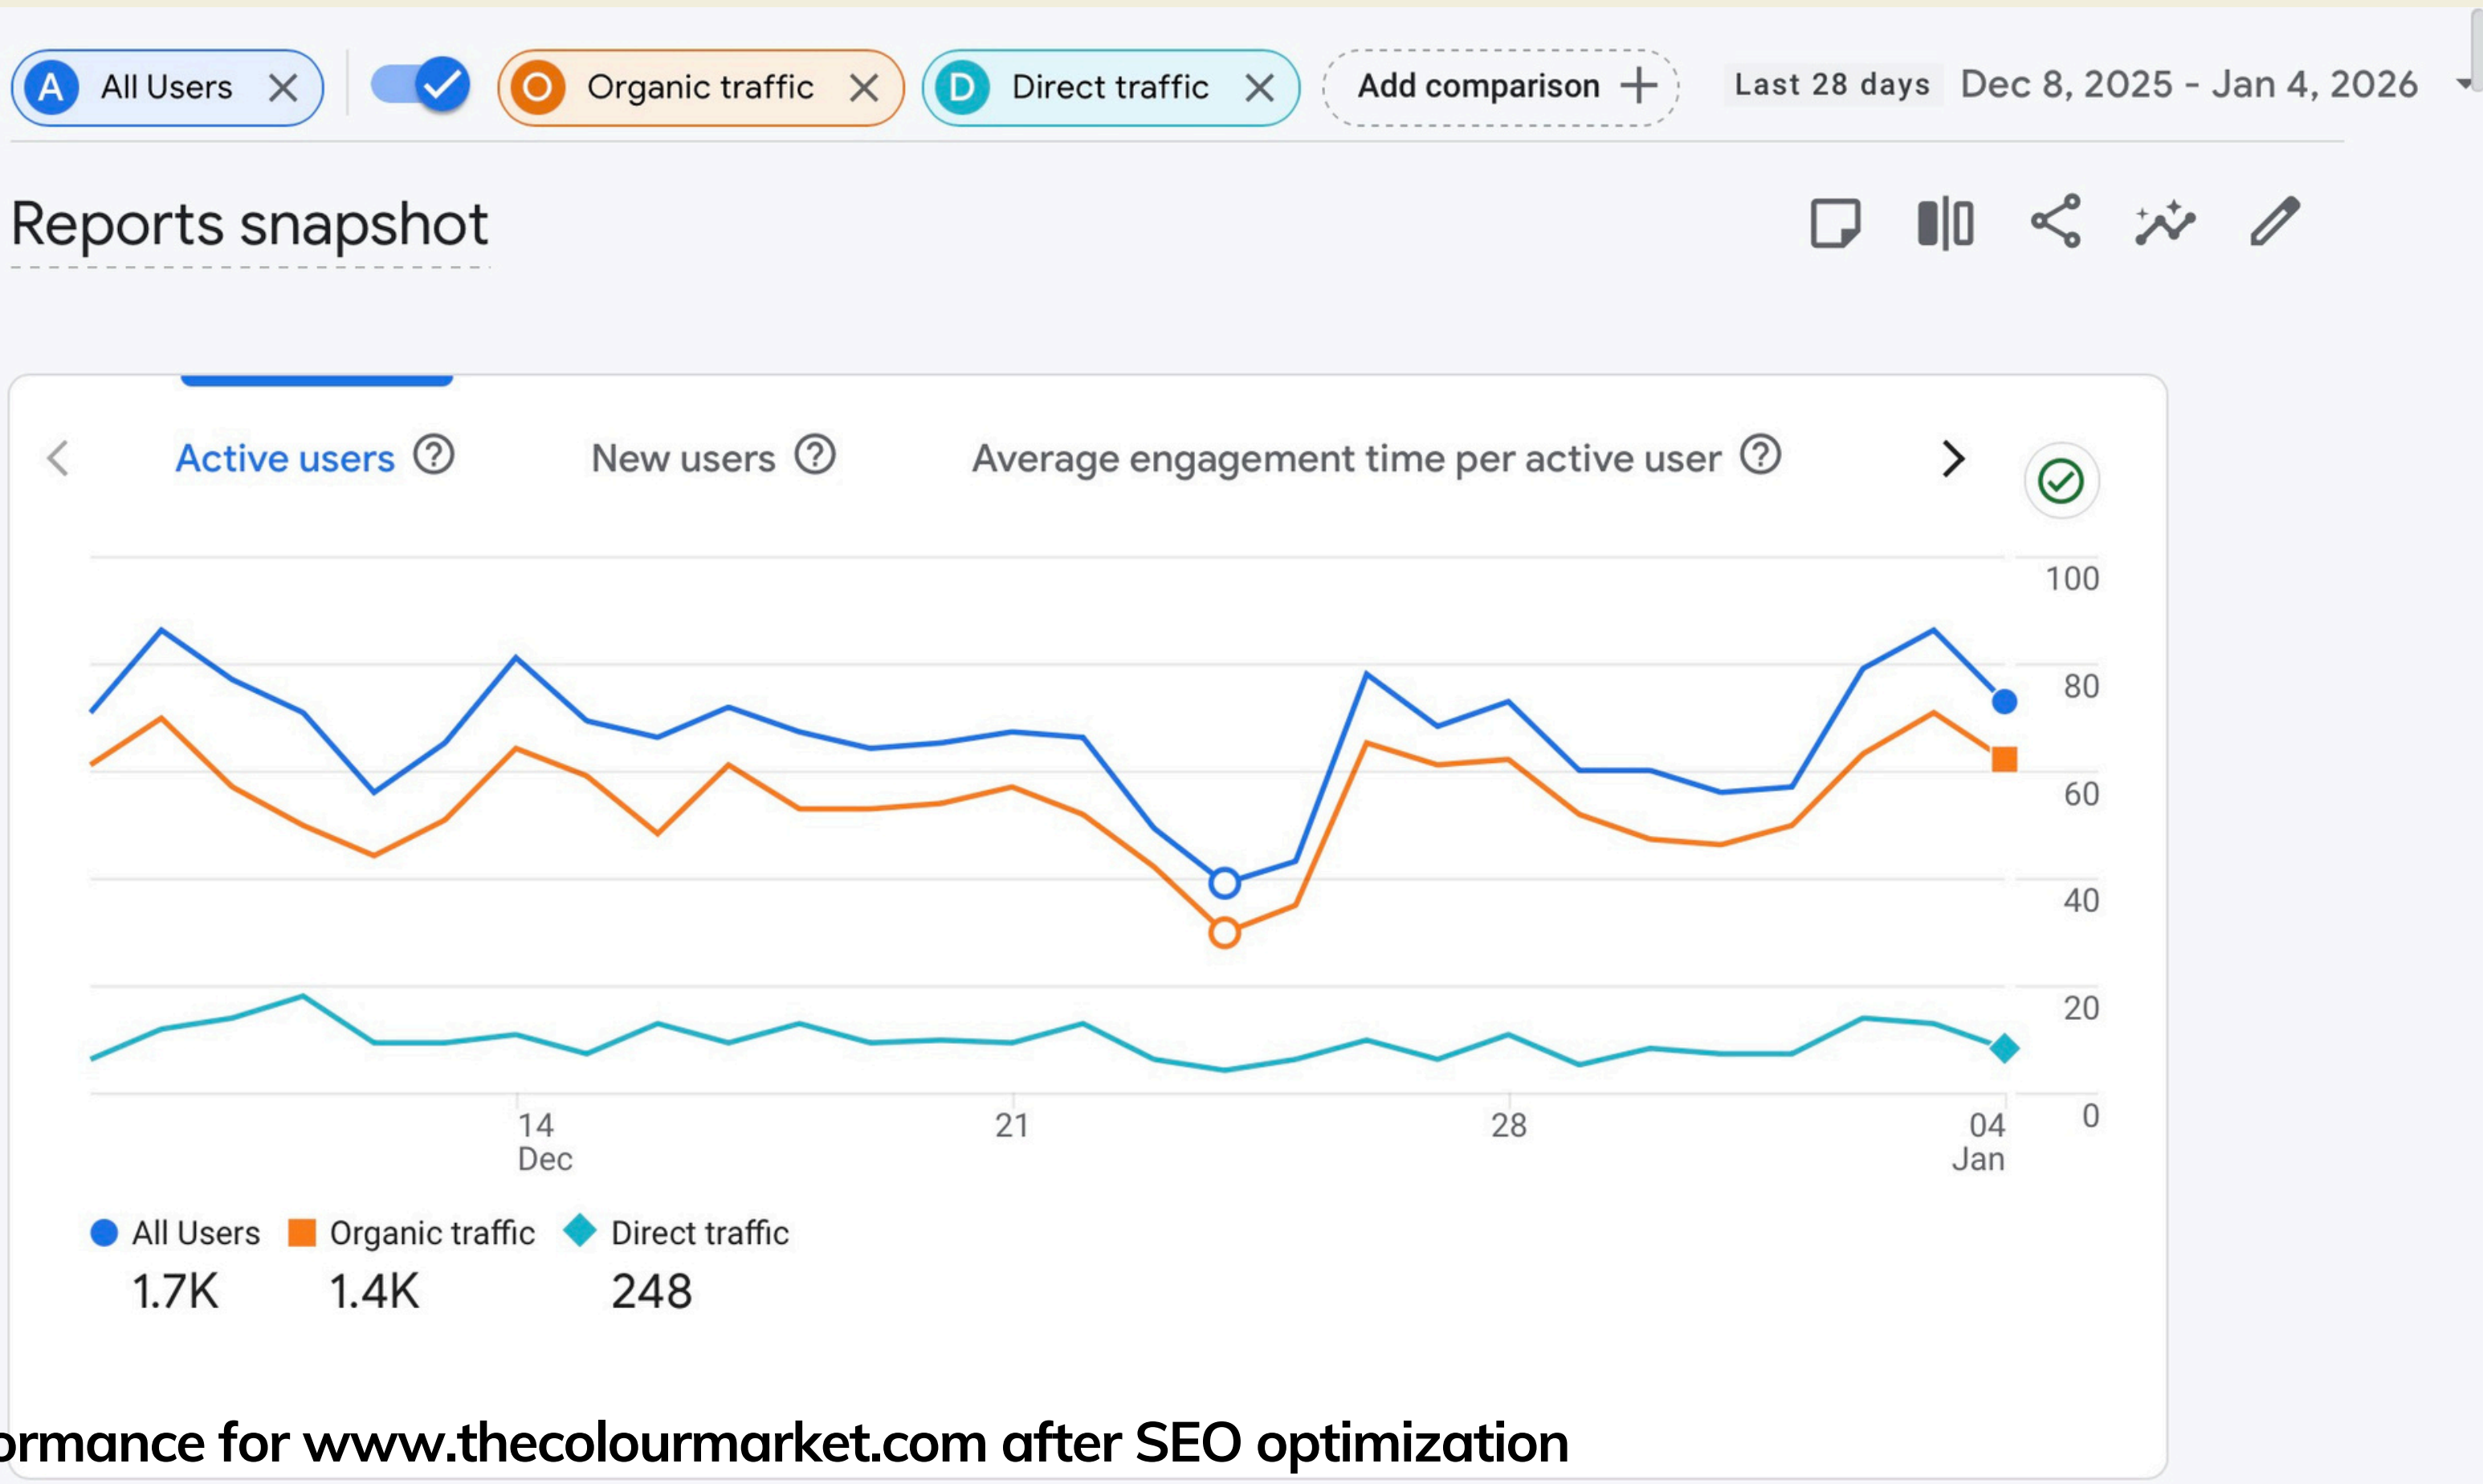 A All Users
O Organic traffic
D Direct traffic
Add comparison +
Last 28 days Dec 8, 2025 - Jan 4, 2026
Reports snapshot
Active users ?
New users ?
Average engagement time per active user ?
100
80
60
40
20
0
14 21 28 04
Dec Jan
All Users Organic traffic Direct traffic
1.7K 1.4K 248
for www.thecolourmarket.com after SEO optimization